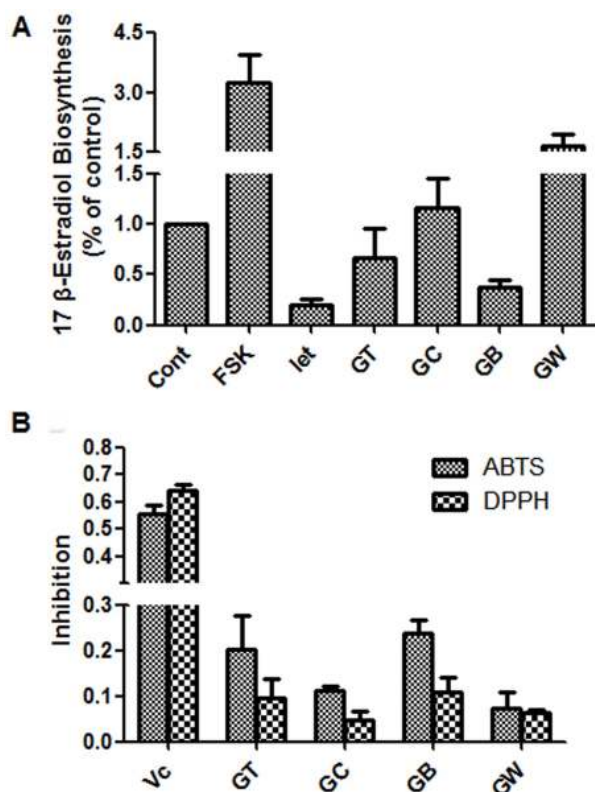 A
17 β-Estradiol Biosynthesis
(% of control)
4.5
3.0
1.5
1.5
1.0
0.5
0.0
Cont
FSK
let
GT
GC
GB
GW
B
Inhibition
0.8
0.7
0.6
0.5
0.4
0.3
0.2
0.1
0.0
ABTS
DPPH
Vc
GT
GC
GB
GW